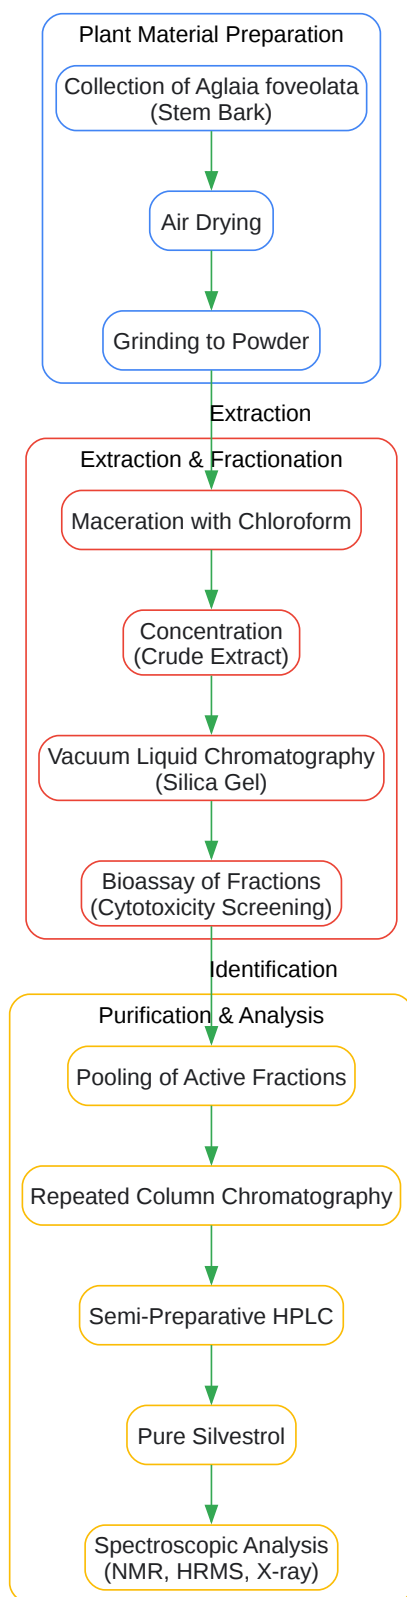 Plant Material Preparation
Collection of Aglaia foveolata
(Stem Bark)
Air Drying
Grinding to Powder
Extraction
Extraction & Fractionation
Maceration with Chloroform
Concentration
(Crude Extract)
Vacuum Liquid Chromatography
(Silica Gel)
Bioassay of Fractions
(Cytotoxicity Screening)
Identification
Purification & Analysis
Pooling of Active Fractions
Repeated Column Chromatography
Semi-Preparative HPLC
Pure Silvestrol
Spectroscopic Analysis
(NMR, HRMS, X-ray)